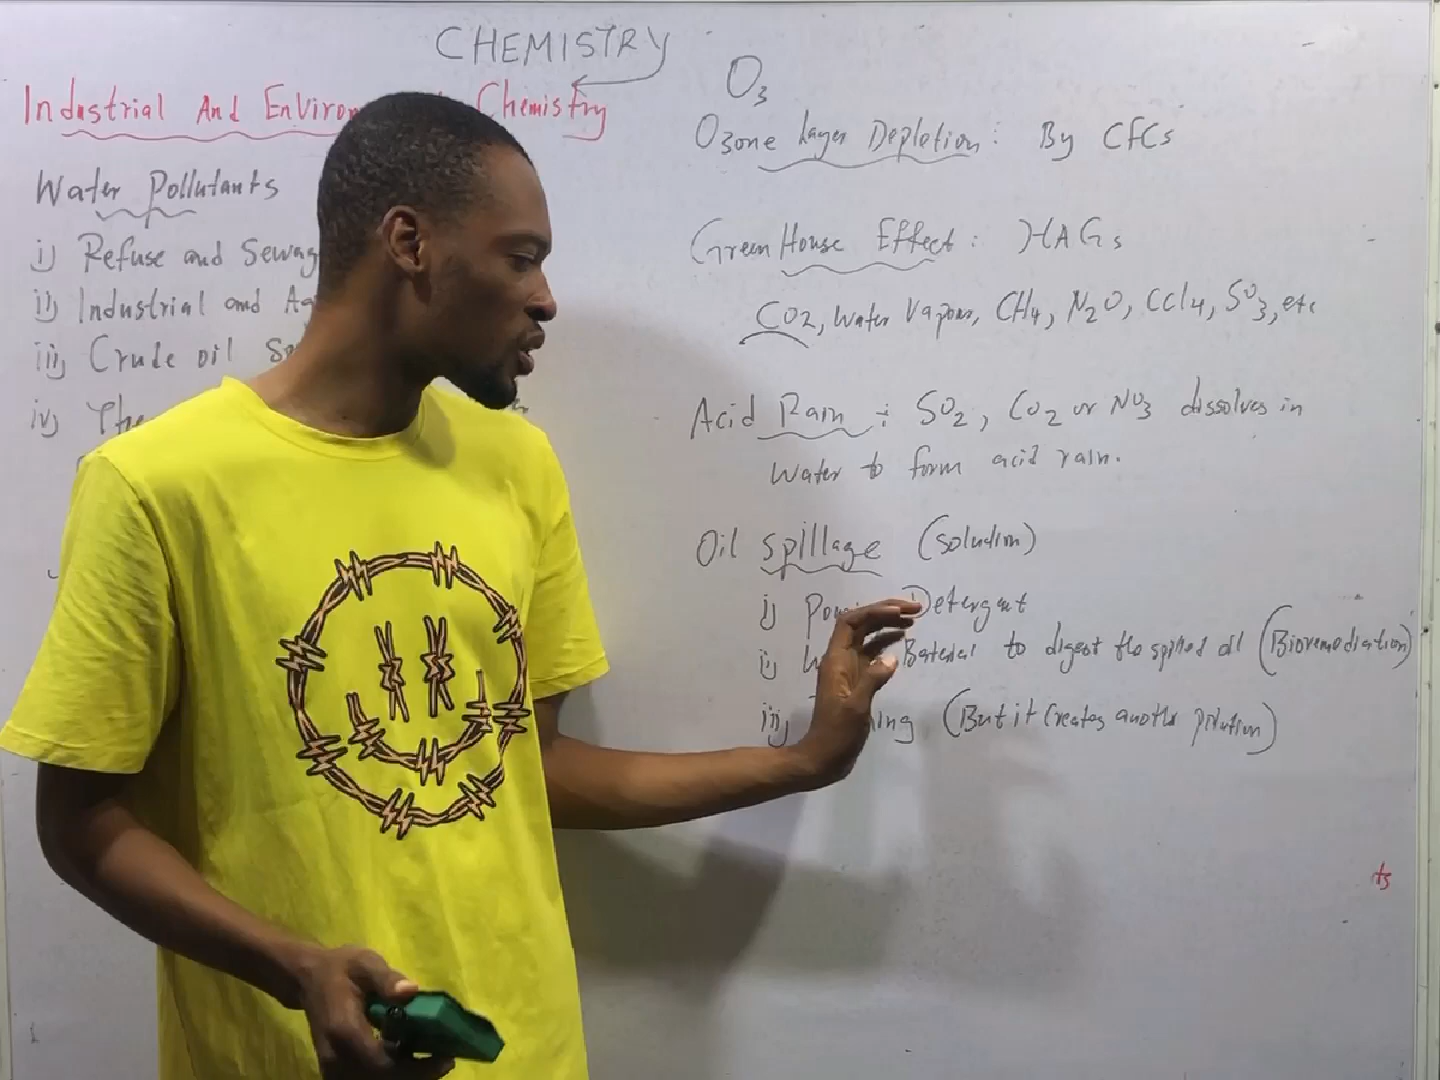 CHEMISTRY
Industrial And Environ Chemistry
Water Pollutants
i) Refuse and Sewag
ii) Industrial and A
iii) Crude oil S
iv) The
O3
Ozone Layer Depletion: By CFCs
Green House Effect: HAGs
CO2, Water Vapour, CH4, N2O, CCl4, SO3, etc
Acid Rain: SO2, CO2 or NO3 dissolves in
Water to form acid rain.
Oil spillage (Solution)
i) Detergent
ii) to digest the spilled oil (Bioremediation)
iii) ning (But it Creates another pollution)